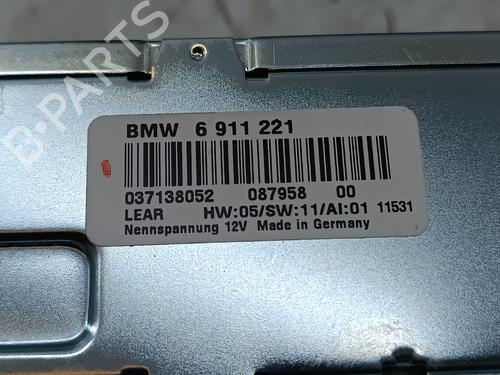 BMW 6 911 221
037138052 087958 00
LEAR HW:05/SW:11/AI:01 11531
Nennspannung 12V Made in Germany
B-PARTS